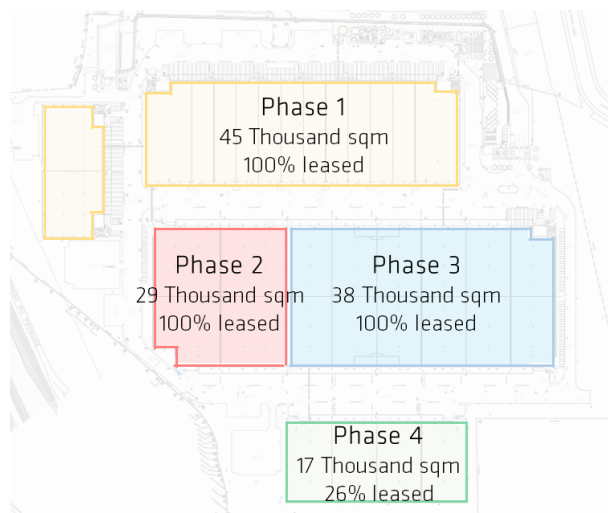 Phase 1
45 Thousand sqm
100% leased
Phase 2
29 Thousand sqm
100% leased
Phase 3
38 Thousand sqm
100% leased
Phase 4
17 Thousand sqm
26% leased